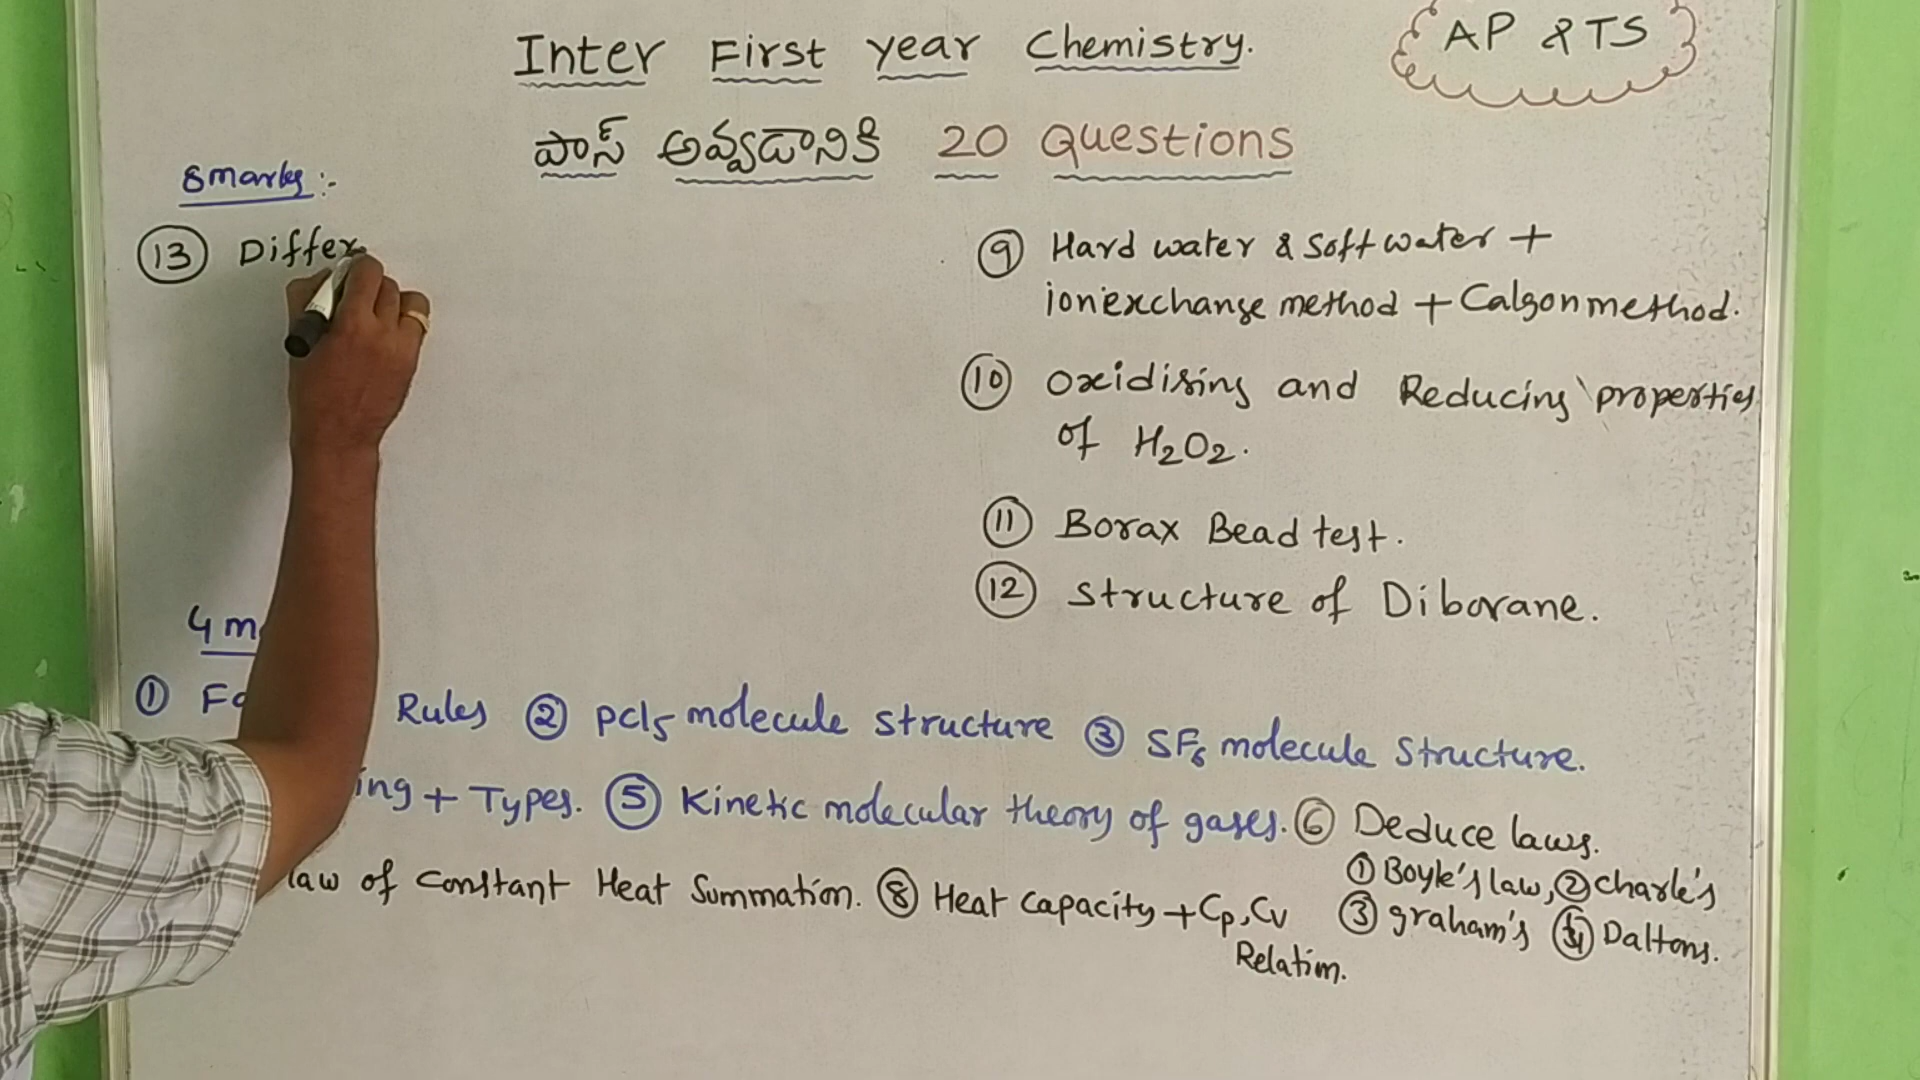 Inter First year Chemistry.
AP & TS
పాస్ అవ్వడానికి 20 Questions
8marks:-
13 Differ
9 Hard water & Soft water +
ion exchange method + Calgon method.
10 Oxidising and Reducing properties
of H2O2.
11 Borax Bead test.
12 Structure of Diborane.
4 m
1 Fa Rules 2 pcl5 molecule structure 3 SF6 molecule Structure.
ing + Types. 5 Kinetic molecular theory of gases. 6 Deduce laws.
1 Boyle's law, 2 charle's
law of Constant Heat Summation. 8 Heat capacity + Cp, Cv
3 graham's 4 Daltons.
Relation.